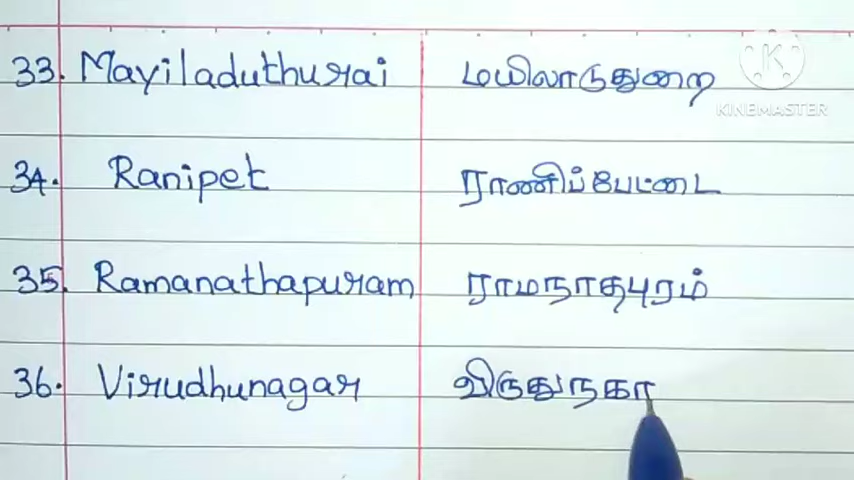 33. Mayiladuthurai மயிலாடுதுறை
KINEMASTER
34. Ranipet ராணிப்பேட்டை
35. Ramanathapuram ராமநாதபுரம்
36. Virudhunagar விருதுநகர